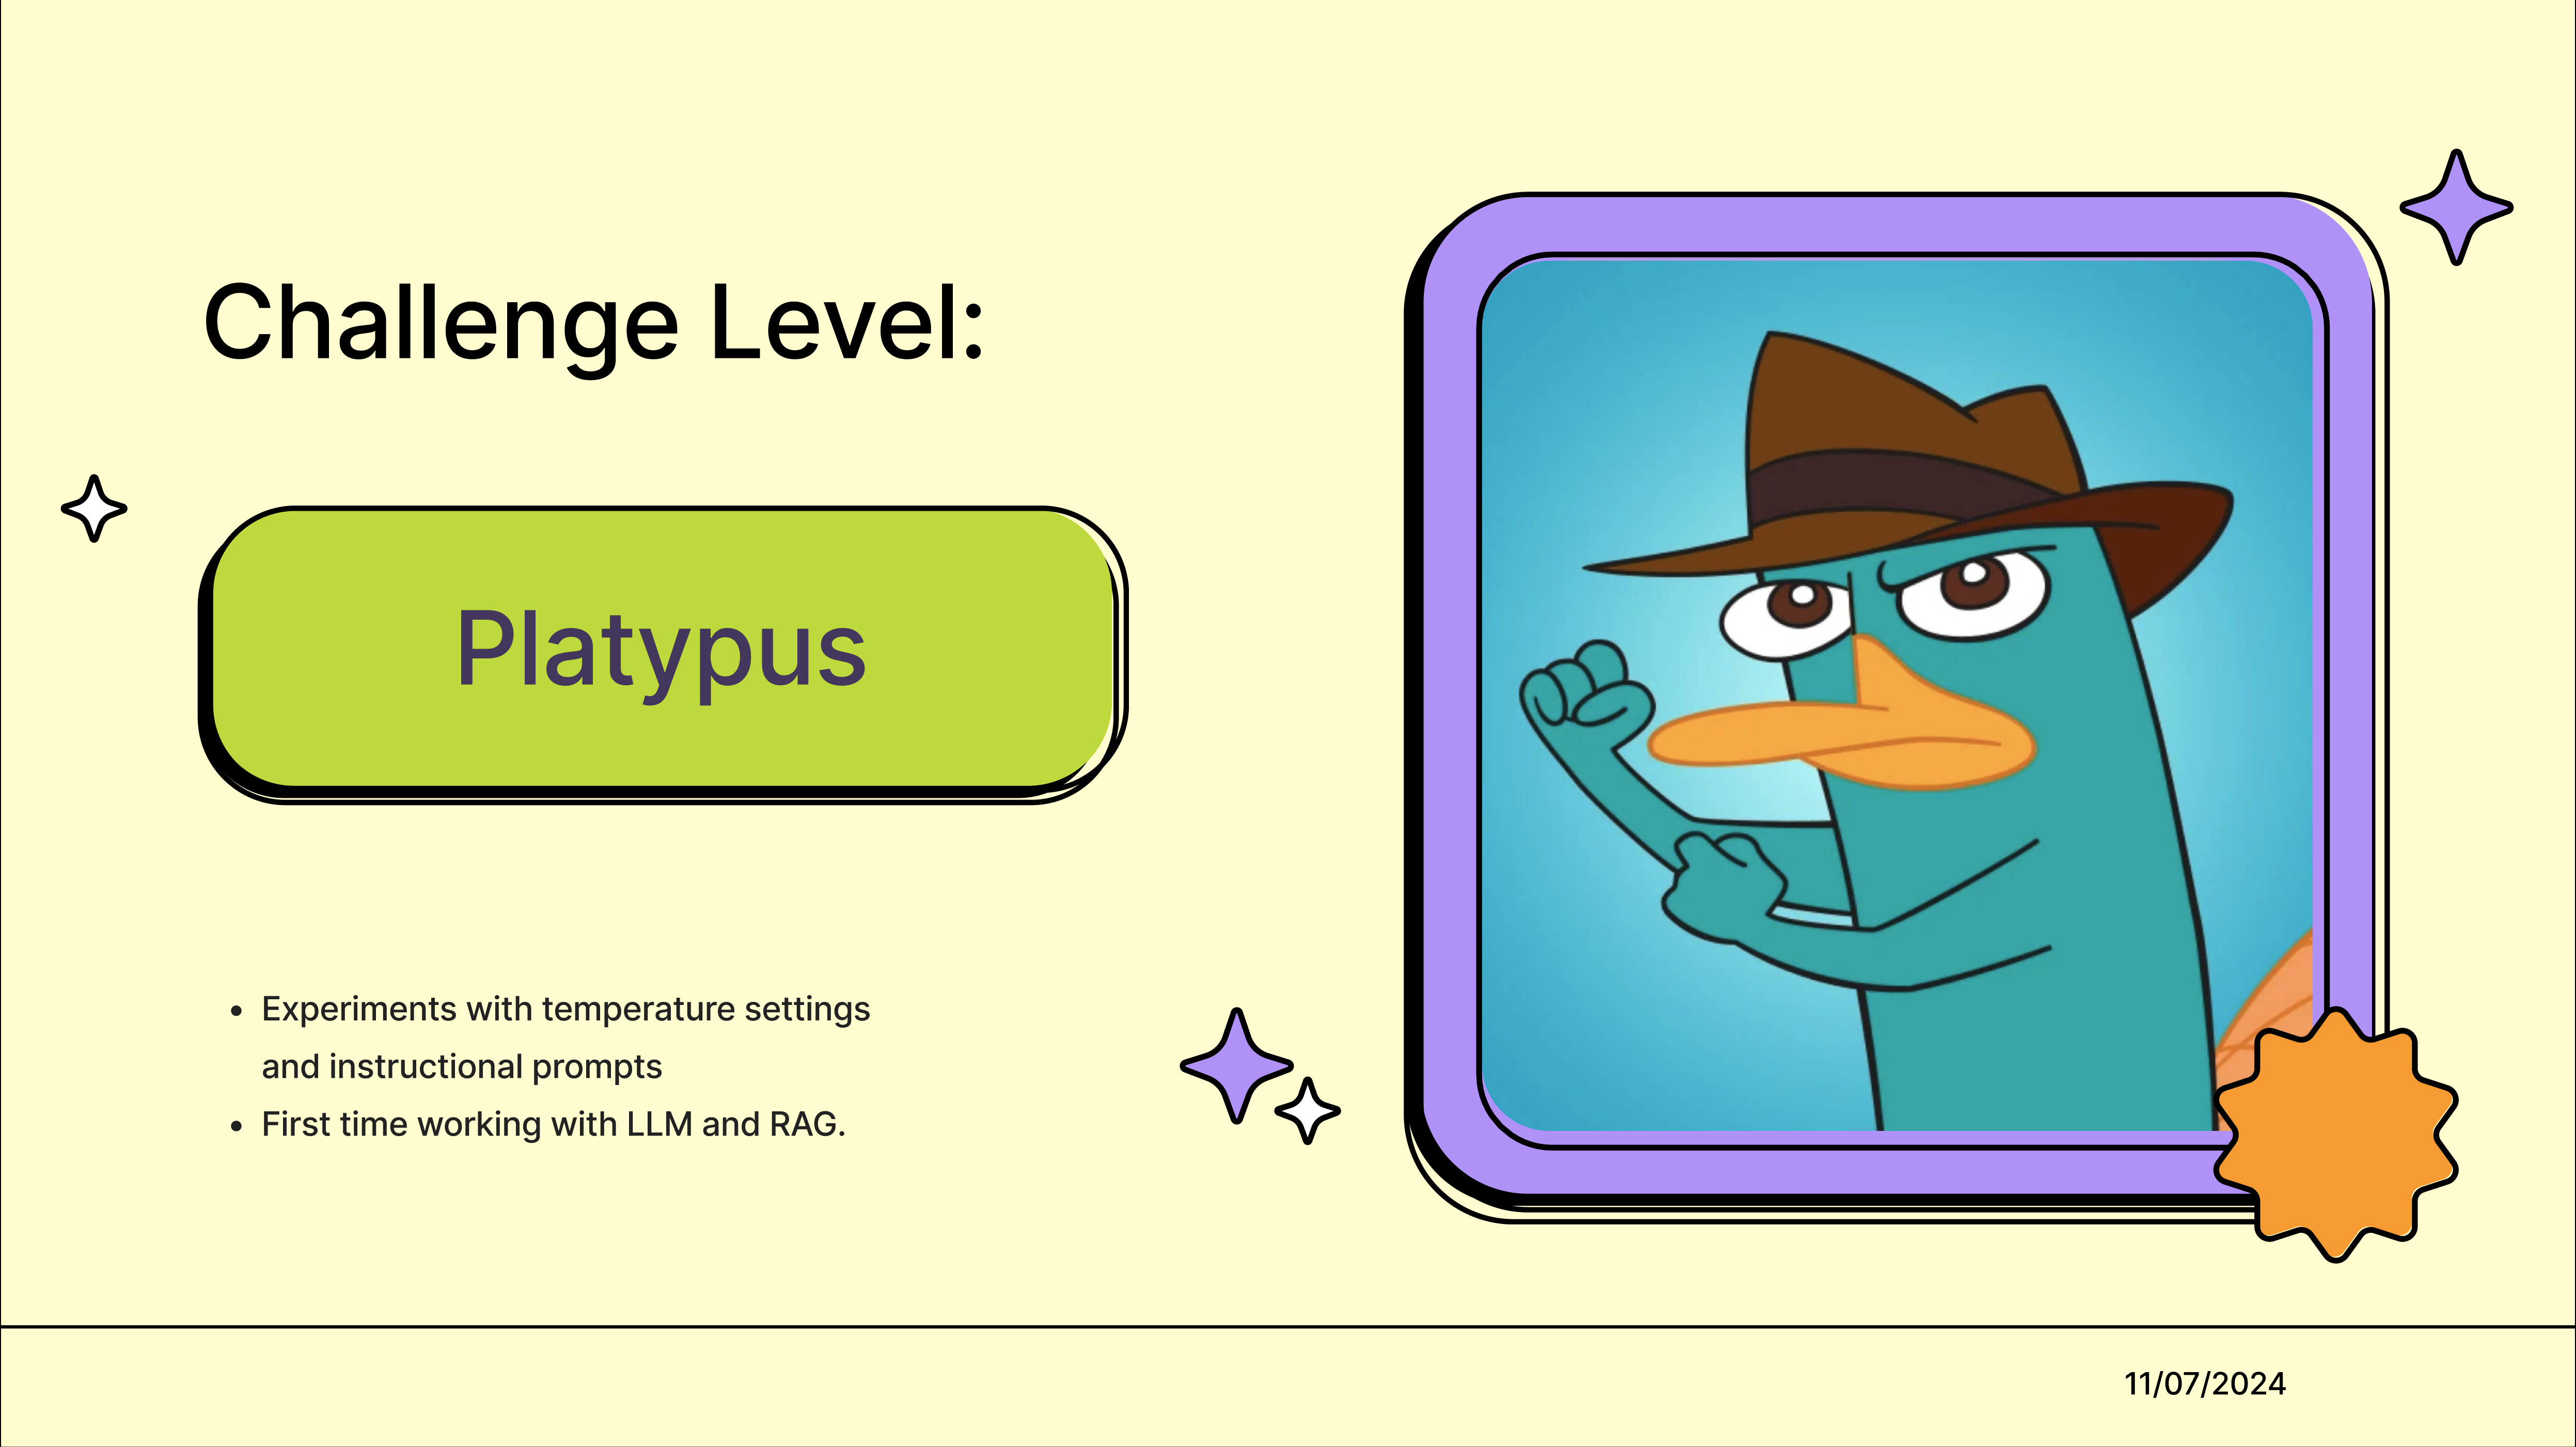 Challenge Level:
Platypus
• Experiments with temperature settings
and instructional prompts
• First time working with LLM and RAG.
11/07/2024